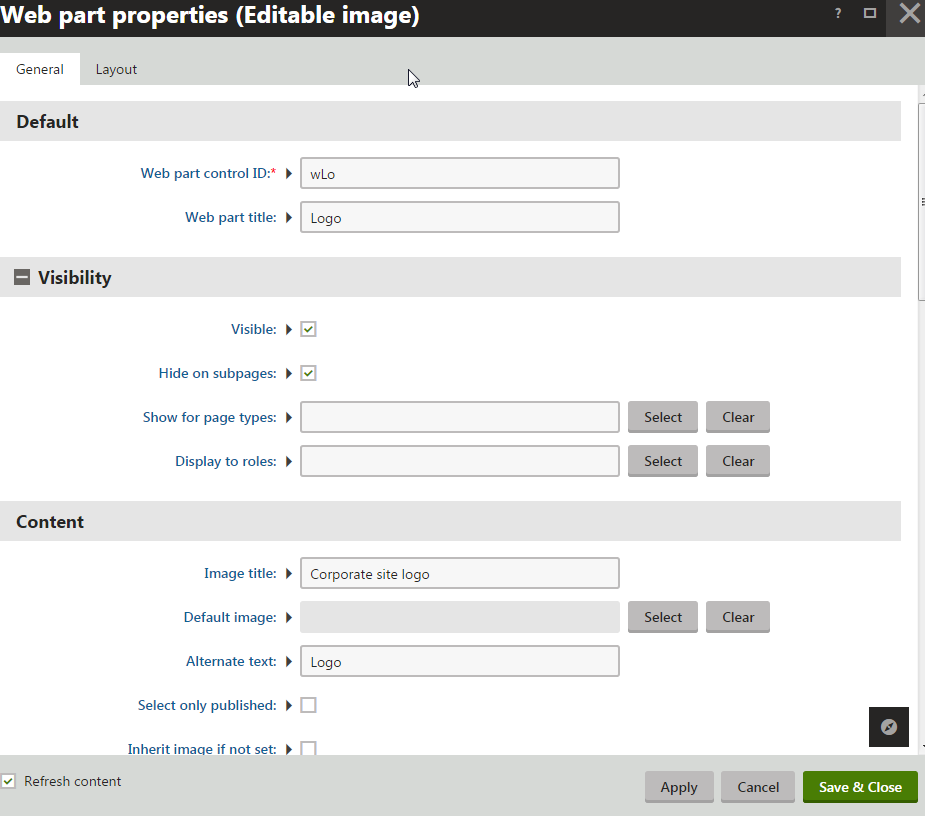 Web part properties (Editable image) ?
General Layout
Default
Web part control ID:* wLo
Web part title: Logo
Visibility
Visible:
Hide on subpages:
Show for page types: Select Clear
Display to roles: Select Clear
Content
Image title: Corporate site logo
Default image: Select Clear
Alternate text: Logo
Select only published:
Inherit image if not set:
Refresh content Apply Cancel Save & Close